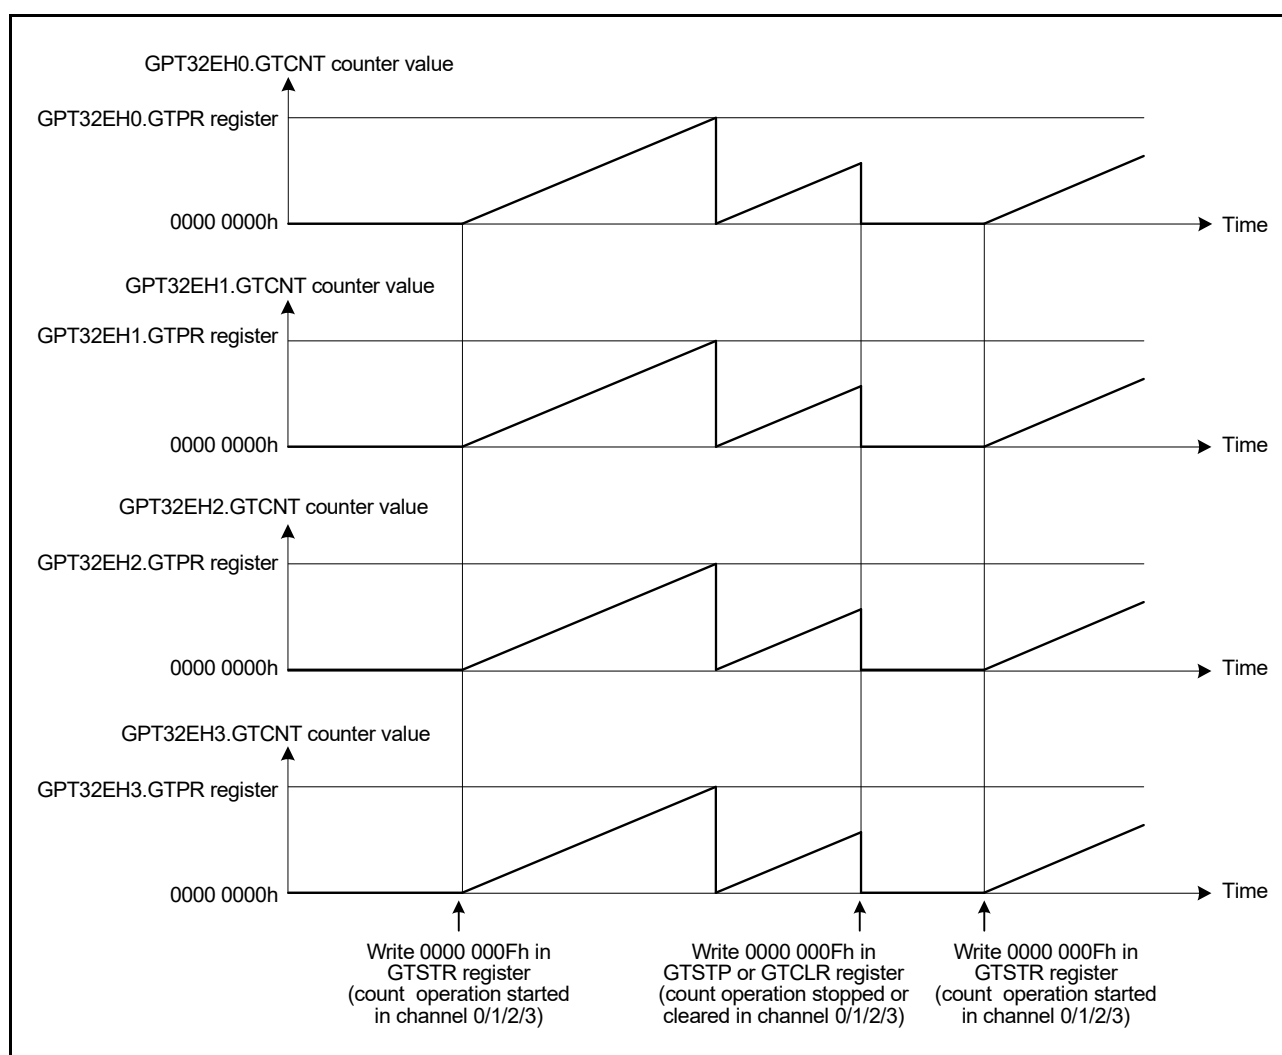 GPT32EH0.GTCNT counter value
GPT32EH0.GTPR register
0000 0000h
Time
GPT32EH1.GTCNT counter value
GPT32EH1.GTPR register
0000 0000h
Time
GPT32EH2.GTCNT counter value
GPT32EH2.GTPR register
0000 0000h
Time
GPT32EH3.GTCNT counter value
GPT32EH3.GTPR register
0000 0000h
Time
Write 0000 000Fh in
GTSTR register
(count operation started
in channel 0/1/2/3)
Write 0000 000Fh in
GTSTP or GTCLR register
(count operation stopped or
cleared in channel 0/1/2/3)
Write 0000 000Fh in
GTSTR register
(count operation started
in channel 0/1/2/3)